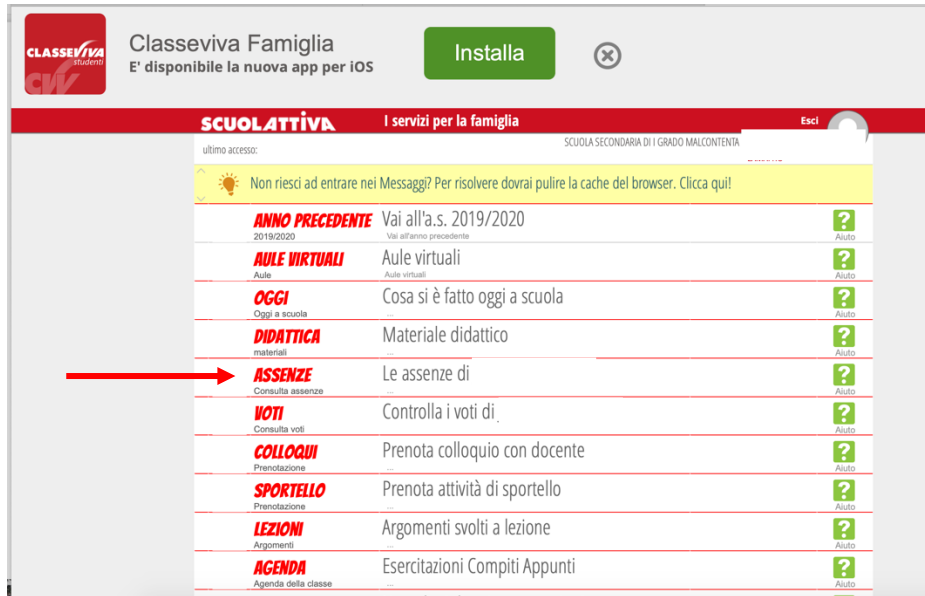 CLASSEVIVA
studenti
CVV
Classeviva Famiglia
E' disponibile la nuova app per iOS
Installa
SCUOLATTIVA
I servizi per la famiglia
Esci
ultimo accesso:
SCUOLA SECONDARIA DI I GRADO MALCONTENTA
Non riesci ad entrare nei Messaggi? Per risolvere dovrai pulire la cache del browser. Clicca qui!
ANNO PRECEDENTE Vai all'a.s. 2019/2020 ?
2019/2020 Vai all'anno precedente Aiuto
AULE VIRTUALI Aule virtuali ?
Aule Aule virtuali Aiuto
OGGI Cosa si è fatto oggi a scuola ?
Oggi a scuola ... Aiuto
DIDATTICA Materiale didattico ?
materiali ... Aiuto
ASSENZE Le assenze di ?
Consulta assenze ... Aiuto
VOTI Controlla i voti di ?
Consulta voti ... Aiuto
COLLOQUI Prenota colloquio con docente ?
Prenotazione ... Aiuto
SPORTELLO Prenota attività di sportello ?
Prenotazione ... Aiuto
LEZIONI Argomenti svolti a lezione ?
Argomenti ... Aiuto
AGENDA Esercitazioni Compiti Appunti ?
Agenda della classe ... Aiuto